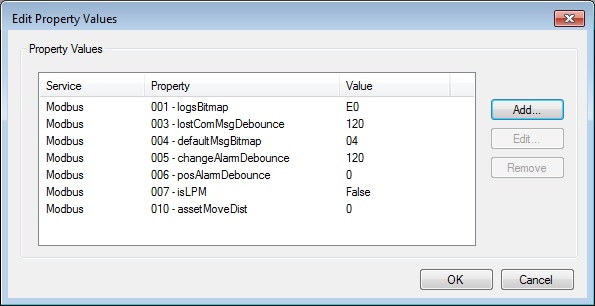 Edit Property Values
Property Values
Service Property Value
Modbus 001 - logsBitmap E0
Modbus 003 - lostComMsgDebounce 120
Modbus 004 - defaultMsgBitmap 04
Modbus 005 - changeAlarmDebounce 120
Modbus 006 - posAlarmDebounce 0
Modbus 007 - isLPM False
Modbus 010 - assetMoveDist 0
Add...
Edit...
Remove
OK Cancel